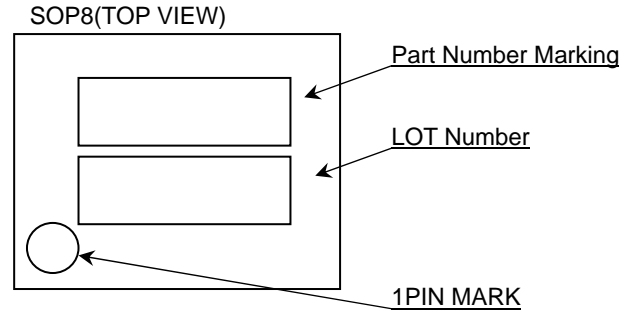 SOP8(TOP VIEW)
Part Number Marking
LOT Number
1PIN MARK